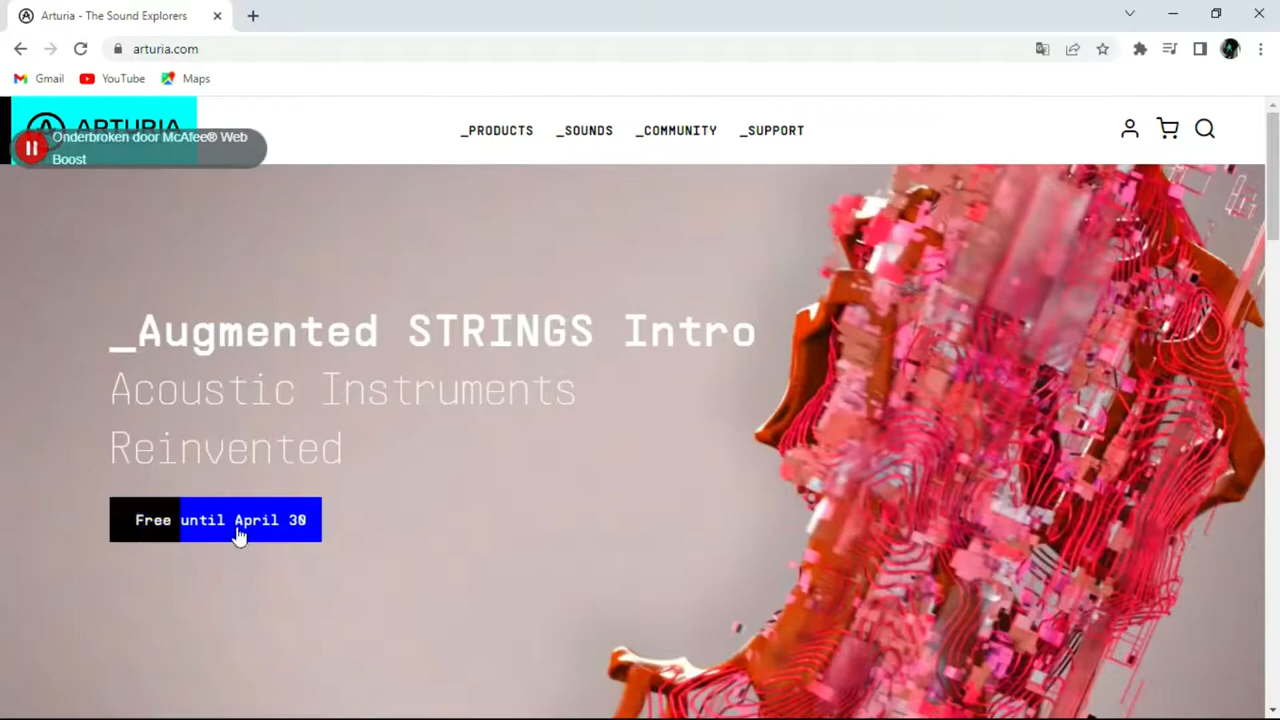 Arturia - The Sound Explorers
arturia.com
Gmail YouTube Maps
ARTURIA
Onderbroken door McAfee® Web
Boost
_PRODUCTS _SOUNDS _COMMUNITY _SUPPORT
_Augmented STRINGS Intro
Acoustic Instruments
Reinvented
Free until April 30